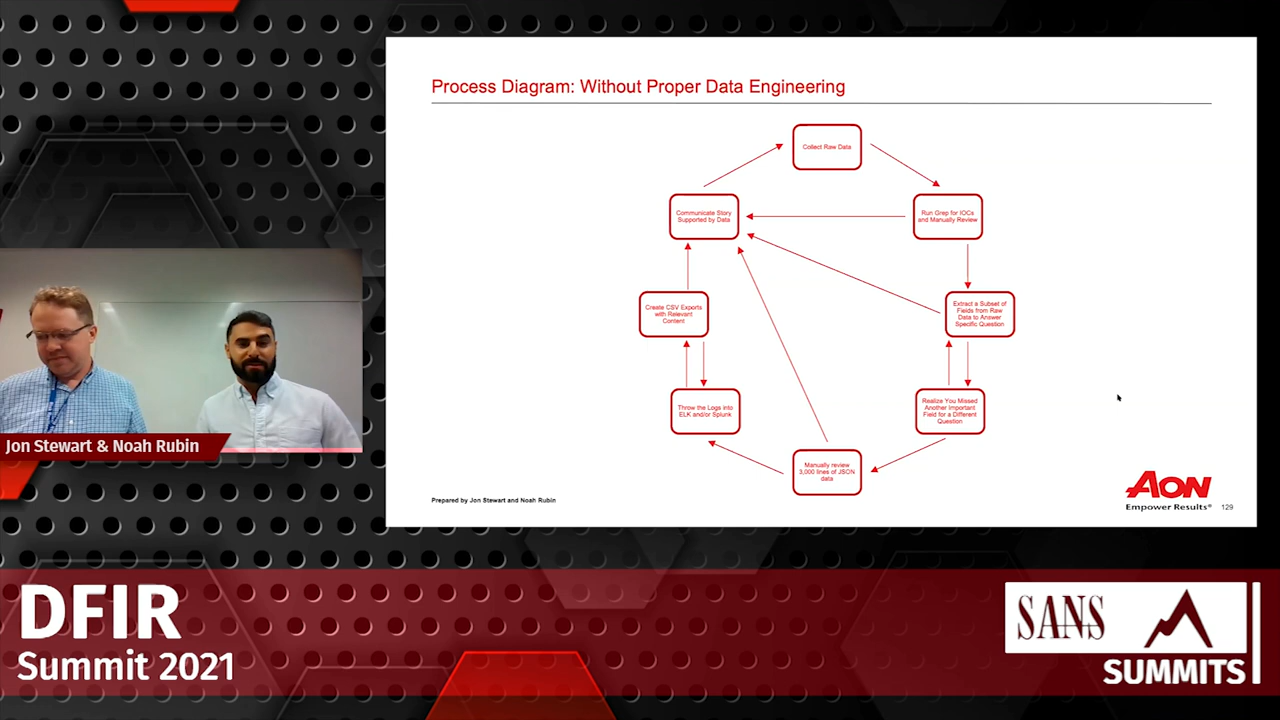 Process Diagram: Without Proper Data Engineering
Collect Raw Data
Communicate Story
Supported by Data
Run Grep for IOCs
and Manually Review
Create CSV Exports
with Relevant
Content
Extract a Subset of
Fields from Raw
Data to Answer
Specific Question
Throw the Logs into
ELK and/or Splunk
Realize You Missed
Another Important
Field for a Different
Question
Manually review
3,000 lines of JSON
data
Prepared by Jon Stewart and Noah Rubin
AON
Empower Results®
129
Jon Stewart & Noah Rubin
DFIR
Summit 2021
SANS
SUMMITS